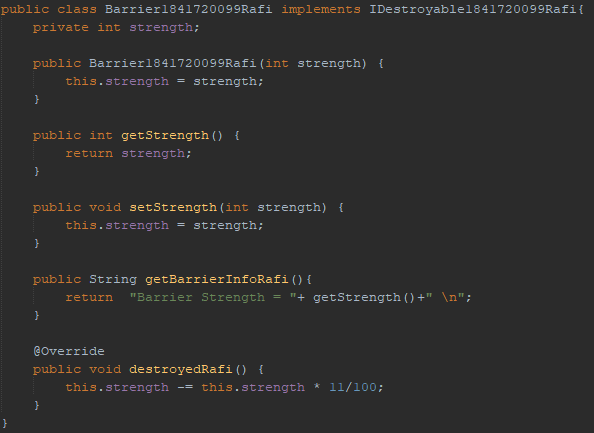 public class Barrier1841720099Rafi implements IDestroyable1841720099Rafi{
    private int strength;

    public Barrier1841720099Rafi(int strength) {
        this.strength = strength;
    }

    public int getStrength() {
        return strength;
    }

    public void setStrength(int strength) {
        this.strength = strength;
    }

    public String getBarrierInfoRafi(){
        return  "Barrier Strength = "+ getStrength()+" \n";
    }

    @Override
    public void destroyedRafi() {
        this.strength -= this.strength * 11/100;
    }
}